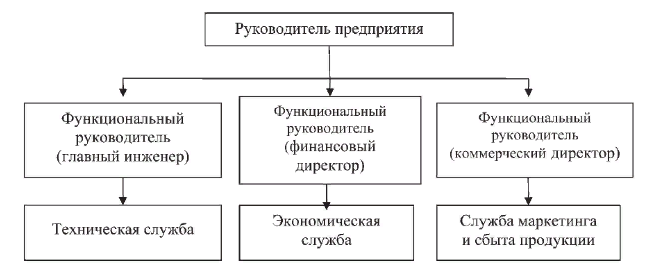 Руководитель предприятия
Функциональный
руководитель
(главный инженер)
Функциональный
руководитель
(финансовый
директор)
Функциональный
руководитель
(коммерческий директор)
Техническая служба
Экономическая
служба
Служба маркетинга
и сбыта продукции